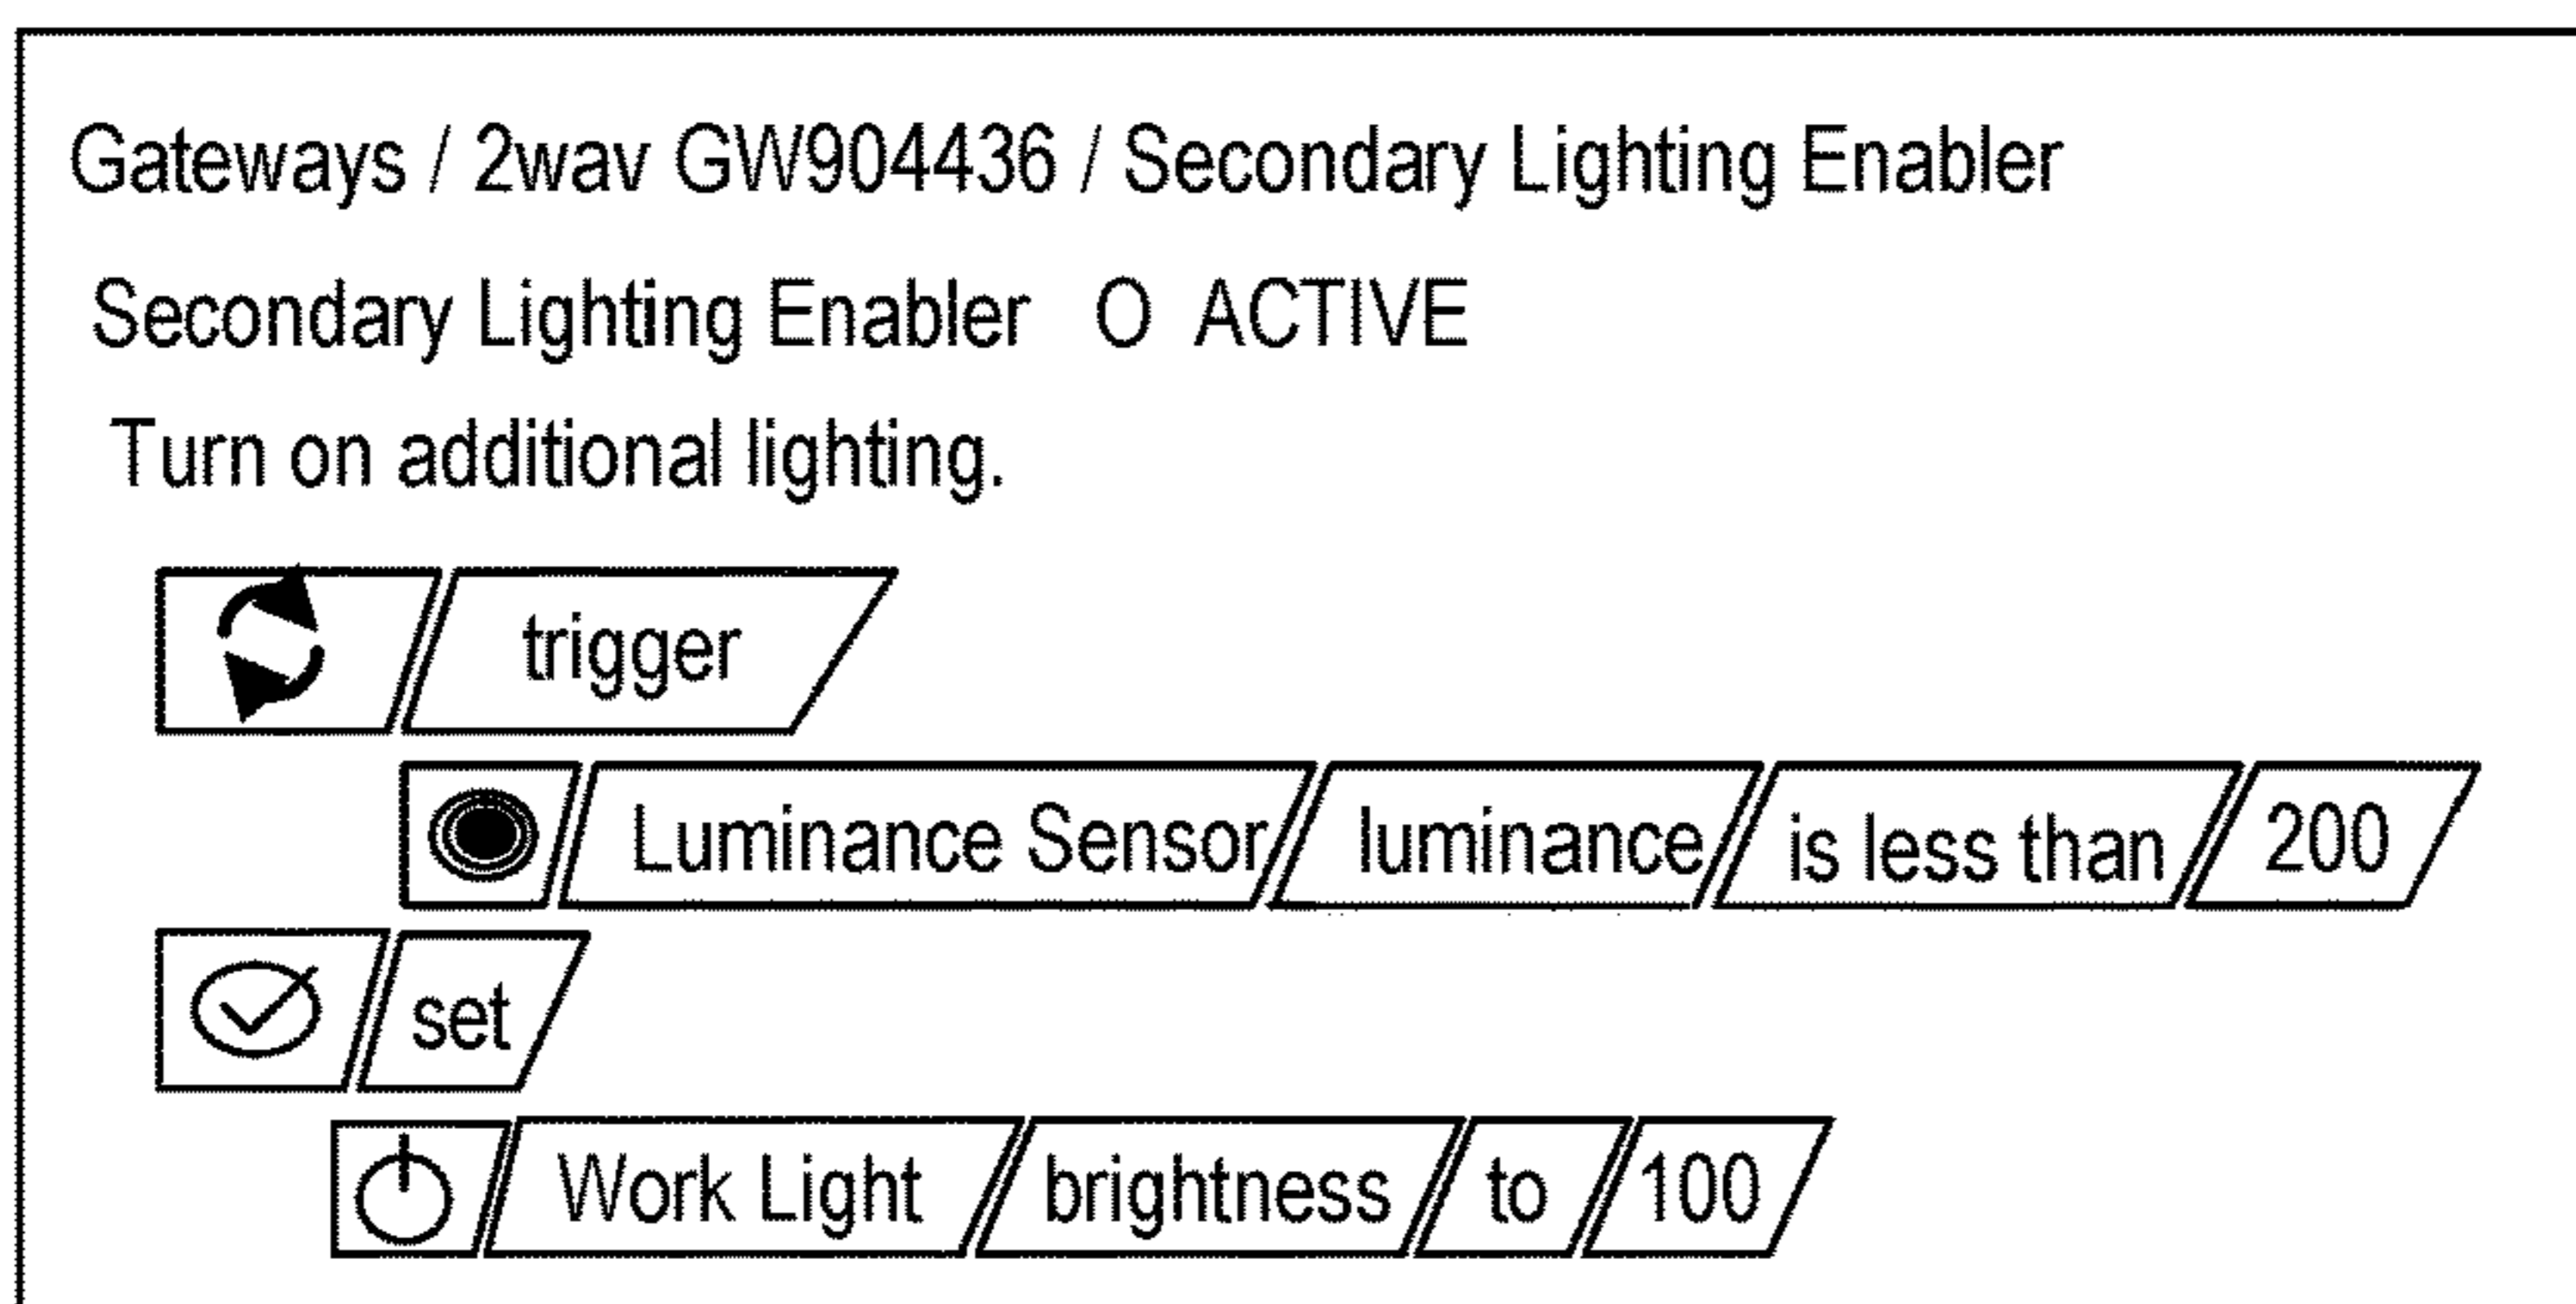 Gateways / 2wav GW904436 / Secondary Lighting Enabler
Secondary Lighting Enabler O ACTIVE
Turn on additional lighting.
trigger
Luminance Sensor luminance is less than 200
set
Work Light brightness to 100